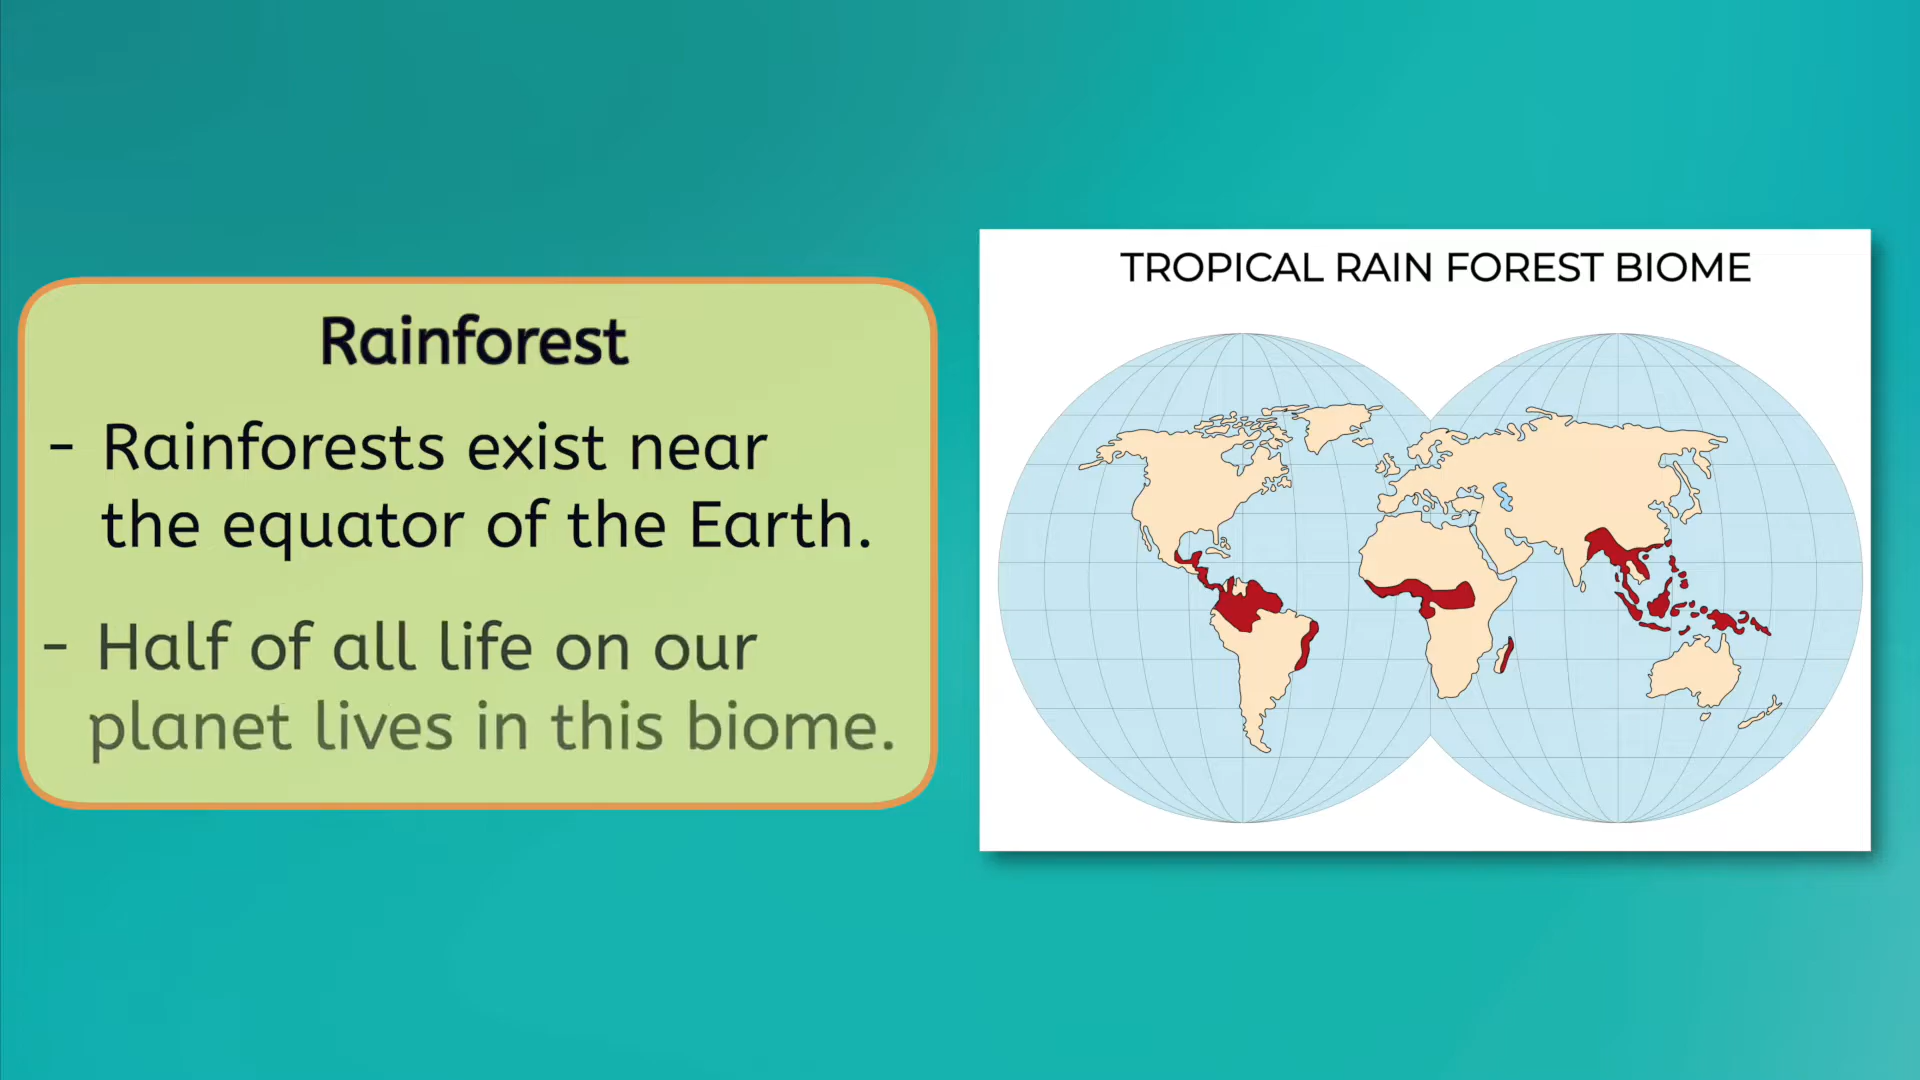 Rainforest
- Rainforests exist near
the equator of the Earth.
- Half of all life on our
planet lives in this biome.
TROPICAL RAIN FOREST BIOME